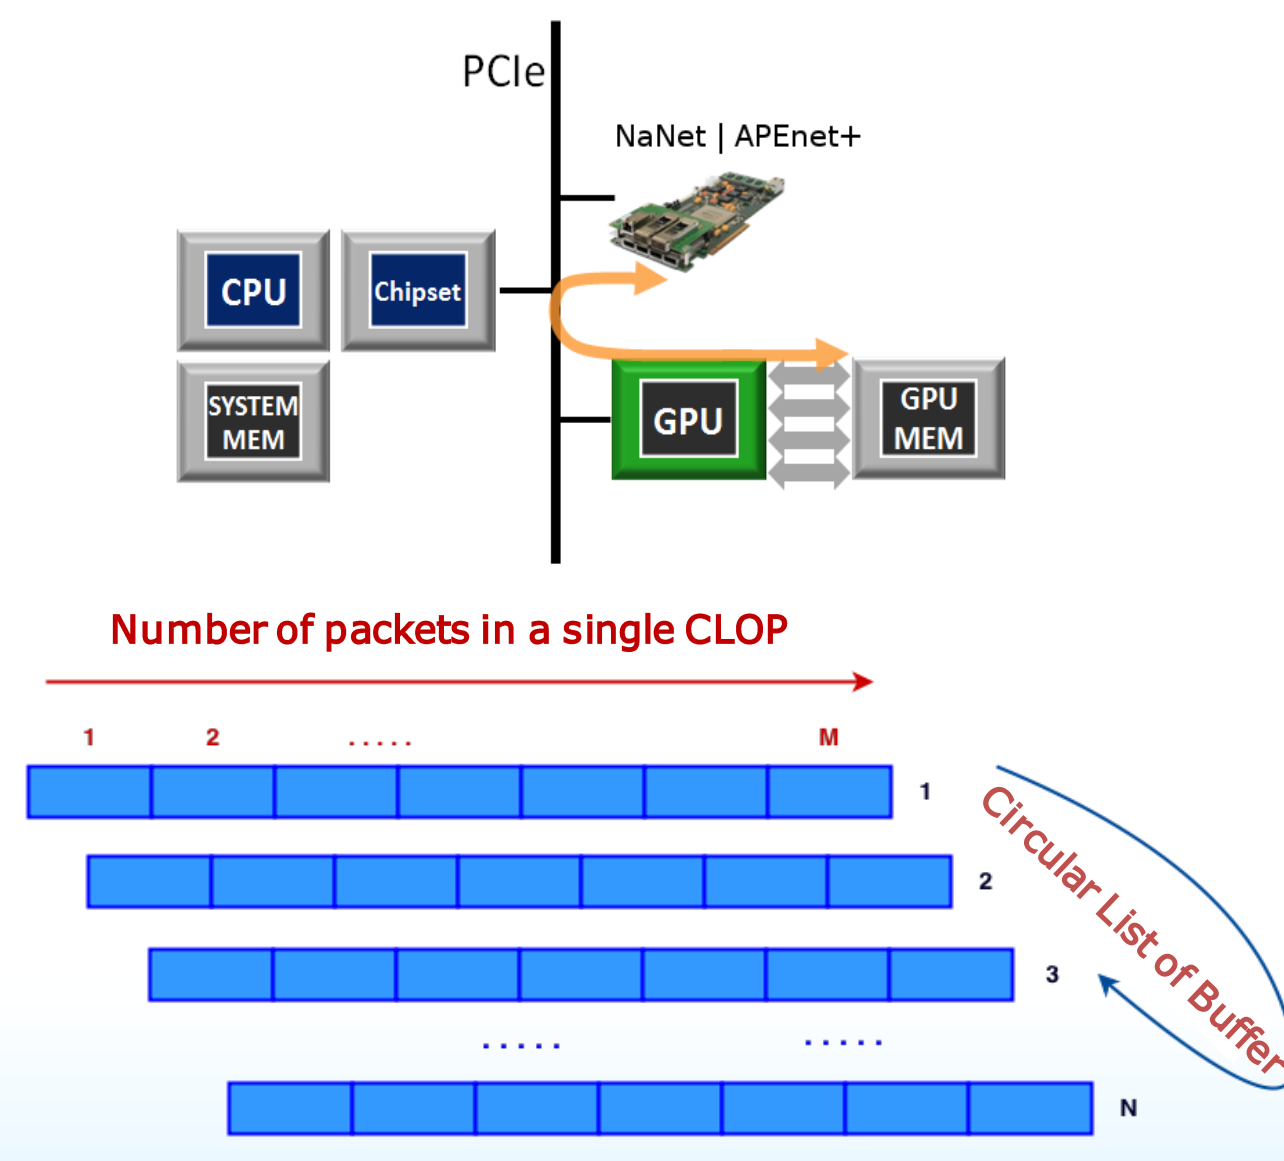 PCIe
NaNet | APEnet+
CPU
Chipset
SYSTEM
MEM
GPU
GPU
MEM
Number of packets in a single CLOP
1 2 ..... M
1
2
3
..... .....
N
Circular List of Buffer